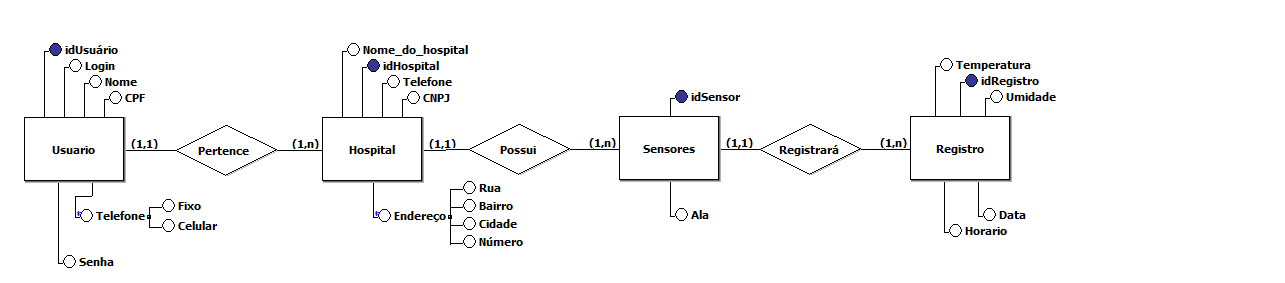 idUsuário
Login
Nome
CPF
Usuario
Telefone
Fixo
Celular
Senha
(1,1)
Pertence
(1,n)
Nome_do_hospital
idHospital
Telefone
CNPJ
Hospital
Endereço
Rua
Bairro
Cidade
Número
(1,1)
Possui
(1,n)
idSensor
Sensores
Ala
(1,1)
Registrará
(1,n)
Temperatura
idRegistro
Umidade
Registro
Data
Horario